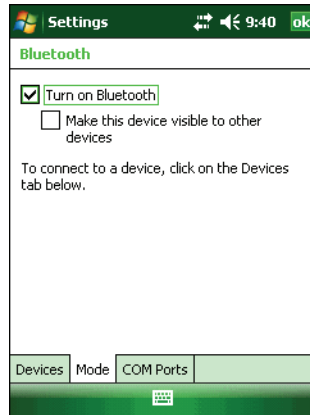 Settings 9:40 ok
Bluetooth
Turn on Bluetooth
Make this device visible to other
devices
To connect to a device, click on the Devices
tab below.
Devices Mode COM Ports